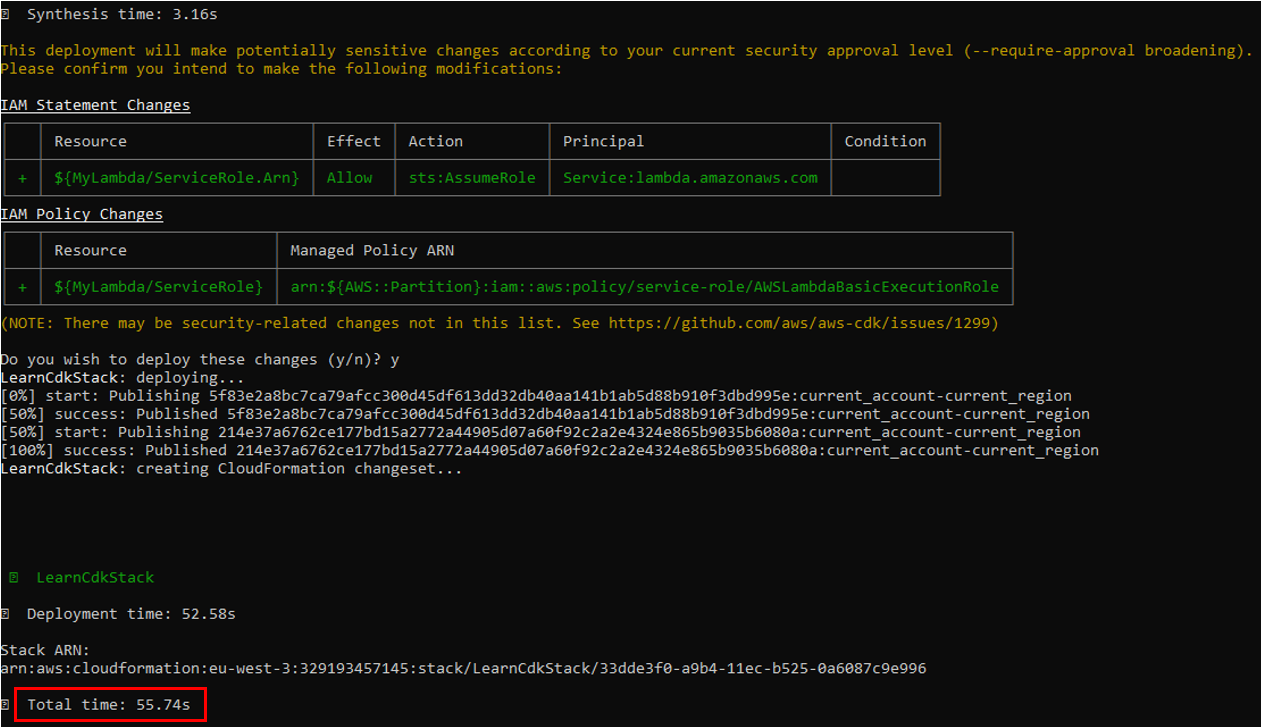 Synthesis time: 3.16s
This deployment will make potentially sensitive changes according to your current security approval level (--require-approval broadening).
Please confirm you intend to make the following modifications:
IAM Statement Changes
Resource Effect Action Principal Condition
+ ${MyLambda/ServiceRole.Arn} Allow sts:AssumeRole Service:lambda.amazonaws.com
IAM Policy Changes
Resource Managed Policy ARN
+ ${MyLambda/ServiceRole} arn:${AWS::Partition}:iam::aws:policy/service-role/AWSLambdaBasicExecutionRole
(NOTE: There may be security-related changes not in this list. See https://github.com/aws/aws-cdk/issues/1299)
Do you wish to deploy these changes (y/n)? y
LearnCdkStack: deploying...
[0%] start: Publishing 5f83e2a8bc7ca79afcc300d45df613dd32db40aa141b1ab5d88b910f3dbd995e:current_account-current_region
[50%] success: Published 5f83e2a8bc7ca79afcc300d45df613dd32db40aa141b1ab5d88b910f3dbd995e:current_account-current_region
[50%] start: Publishing 214e37a6762ce177bd15a2772a44905d07a60f92c2a2e4324e865b9035b6080a:current_account-current_region
[100%] success: Published 214e37a6762ce177bd15a2772a44905d07a60f92c2a2e4324e865b9035b6080a:current_account-current_region
LearnCdkStack: creating CloudFormation changeset...
LearnCdkStack
Deployment time: 52.58s
Stack ARN:
arn:aws:cloudformation:eu-west-3:329193457145:stack/LearnCdkStack/33dde3f0-a9b4-11ec-b525-0a6087c9e996
Total time: 55.74s